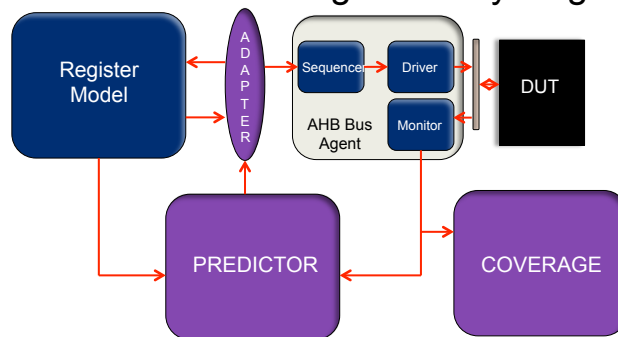 Register
Model
A
D
A
P
T
E
R
Sequencer
Driver
AHB Bus
Agent
Monitor
DUT
PREDICTOR
COVERAGE